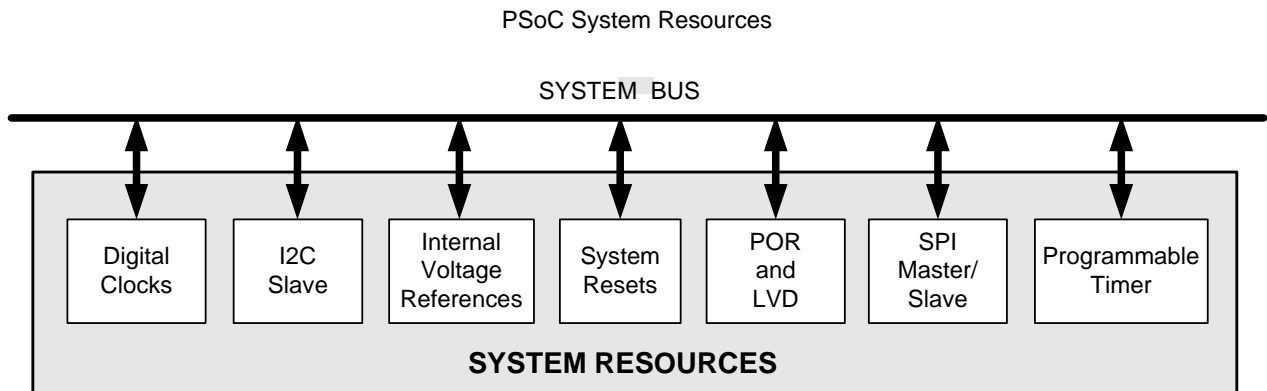 PSoC System Resources
SYSTEM BUS
Digital
Clocks
I2C
Slave
Internal
Voltage
References
System
Resets
POR
and
LVD
SPI
Master/
Slave
Programmable
Timer
SYSTEM RESOURCES